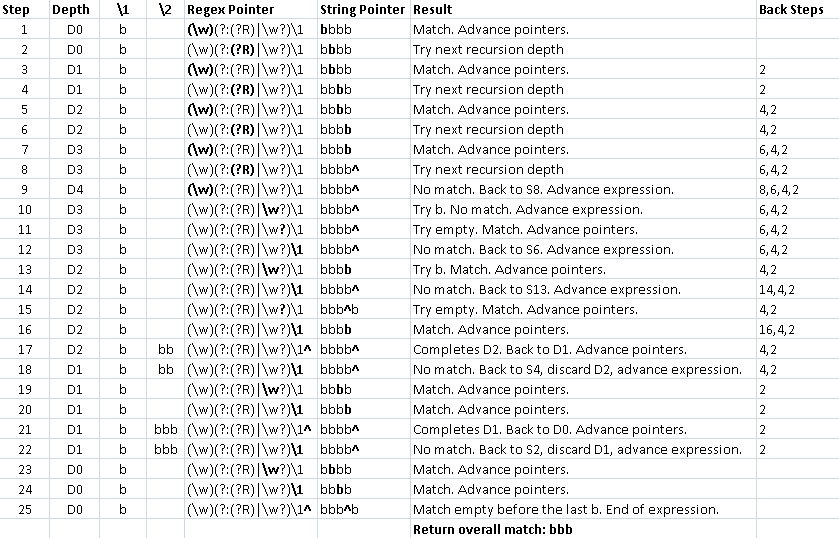 Step Depth \1 \2 Regex Pointer String Pointer Result Back Steps
1 D0 b (\w)(?:(?R)|\w?)\1 bbbb Match. Advance pointers.
2 D0 b (\w)(?:(?R)|\w?)\1 bbbb Try next recursion depth
3 D1 b (\w)(?:(?R)|\w?)\1 bbbb Match. Advance pointers. 2
4 D1 b (\w)(?:(?R)|\w?)\1 bbbb Try next recursion depth 2
5 D2 b (\w)(?:(?R)|\w?)\1 bbbb Match. Advance pointers. 4,2
6 D2 b (\w)(?:(?R)|\w?)\1 bbbb Try next recursion depth 4,2
7 D3 b (\w)(?:(?R)|\w?)\1 bbbb Match. Advance pointers. 6,4,2
8 D3 b (\w)(?:(?R)|\w?)\1 bbbb^ Try next recursion depth 6,4,2
9 D4 b (\w)(?:(?R)|\w?)\1 bbbb^ No match. Back to S8. Advance expression. 8,6,4,2
10 D3 b (\w)(?:(?R)|\w?)\1 bbbb^ Try b. No match. Advance expression. 6,4,2
11 D3 b (\w)(?:(?R)|\w?)\1 bbbb^ Try empty. Match. Advance pointers. 6,4,2
12 D3 b (\w)(?:(?R)|\w?)\1 bbbb^ No match. Back to S6. Advance expression. 6,4,2
13 D2 b (\w)(?:(?R)|\w?)\1 bbbb Try b. Match. Advance pointers. 4,2
14 D2 b (\w)(?:(?R)|\w?)\1 bbbb^ No match. Back to S13. Advance expression. 14,4,2
15 D2 b (\w)(?:(?R)|\w?)\1 bbb^b Try empty. Match. Advance pointers. 4,2
16 D2 b (\w)(?:(?R)|\w?)\1 bbbb Match. Advance pointers. 16,4,2
17 D2 b bb (\w)(?:(?R)|\w?)\1^ bbbb^ Completes D2. Back to D1. Advance pointers. 4,2
18 D1 b bb (\w)(?:(?R)|\w?)\1 bbbb^ No match. Back to S4, discard D2, advance expression. 4,2
19 D1 b (\w)(?:(?R)|\w?)\1 bbbb Match. Advance pointers. 2
20 D1 b (\w)(?:(?R)|\w?)\1 bbbb Match. Advance pointers. 2
21 D1 b bbb (\w)(?:(?R)|\w?)\1^ bbbb^ Completes D1. Back to D0. Advance pointers. 2
22 D1 b bbb (\w)(?:(?R)|\w?)\1 bbbb^ No match. Back to S2, discard D1, advance expression. 2
23 D0 b (\w)(?:(?R)|\w?)\1 bbbb Match. Advance pointers.
24 D0 b (\w)(?:(?R)|\w?)\1 bbbb Match. Advance pointers.
25 D0 b (\w)(?:(?R)|\w?)\1^ bbb^b Match empty before the last b. End of expression.
Return overall match: bbb